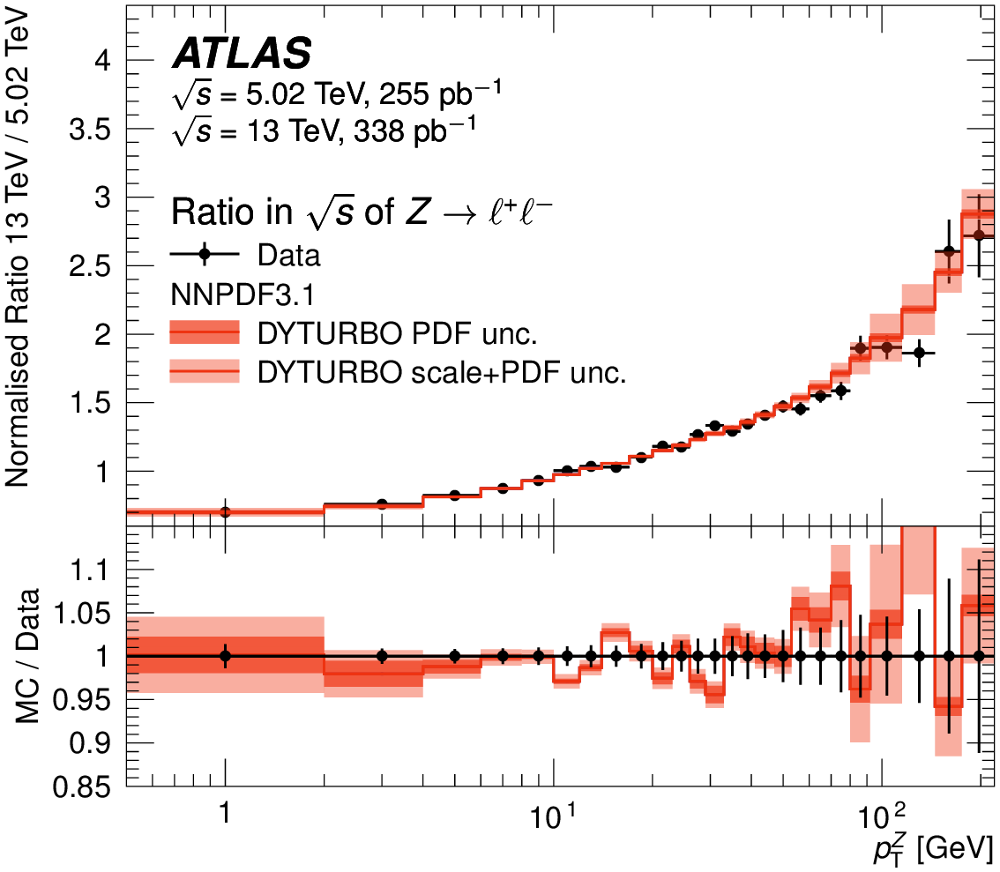 Normalised Ratio 13 TeV / 5.02 TeV
4
3.5
3
2.5
2
1.5
1
ATLAS
√s = 5.02 TeV, 255 pb⁻¹
√s = 13 TeV, 338 pb⁻¹
Ratio in √s of Z → ℓ⁺ℓ⁻
Data
NNPDF3.1
DYTURBO PDF unc.
DYTURBO scale+PDF unc.
MC / Data
1.1
1.05
1
0.95
0.9
0.85
1
10¹
10²
p_T^Z [GeV]